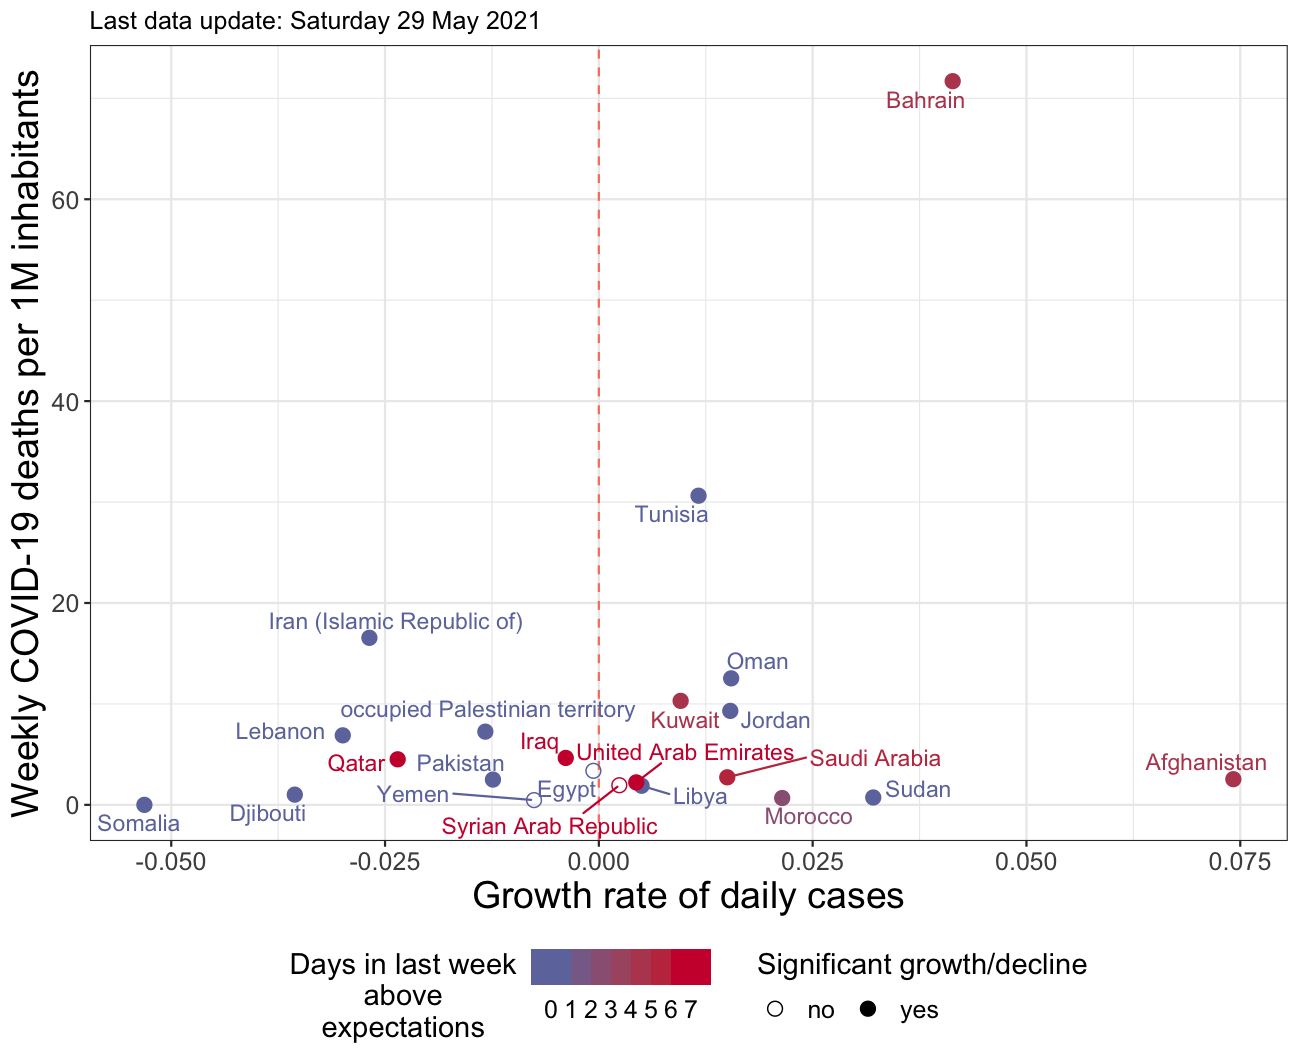 Last data update: Saturday 29 May 2021
Weekly COVID-19 deaths per 1M inhabitants
60
40
20
0
Bahrain
Tunisia
Iran (Islamic Republic of)
Oman
occupied Palestinian territory
Kuwait
Jordan
Lebanon
Iraq
United Arab Emirates
Saudi Arabia
Qatar
Pakistan
Afghanistan
Yemen
Egypt
Libya
Sudan
Somalia
Djibouti
Syrian Arab Republic
Morocco
-0.050 -0.025 0.000 0.025 0.050 0.075
Growth rate of daily cases
Days in last week
above
expectations
0 1 2 3 4 5 6 7
Significant growth/decline
no yes